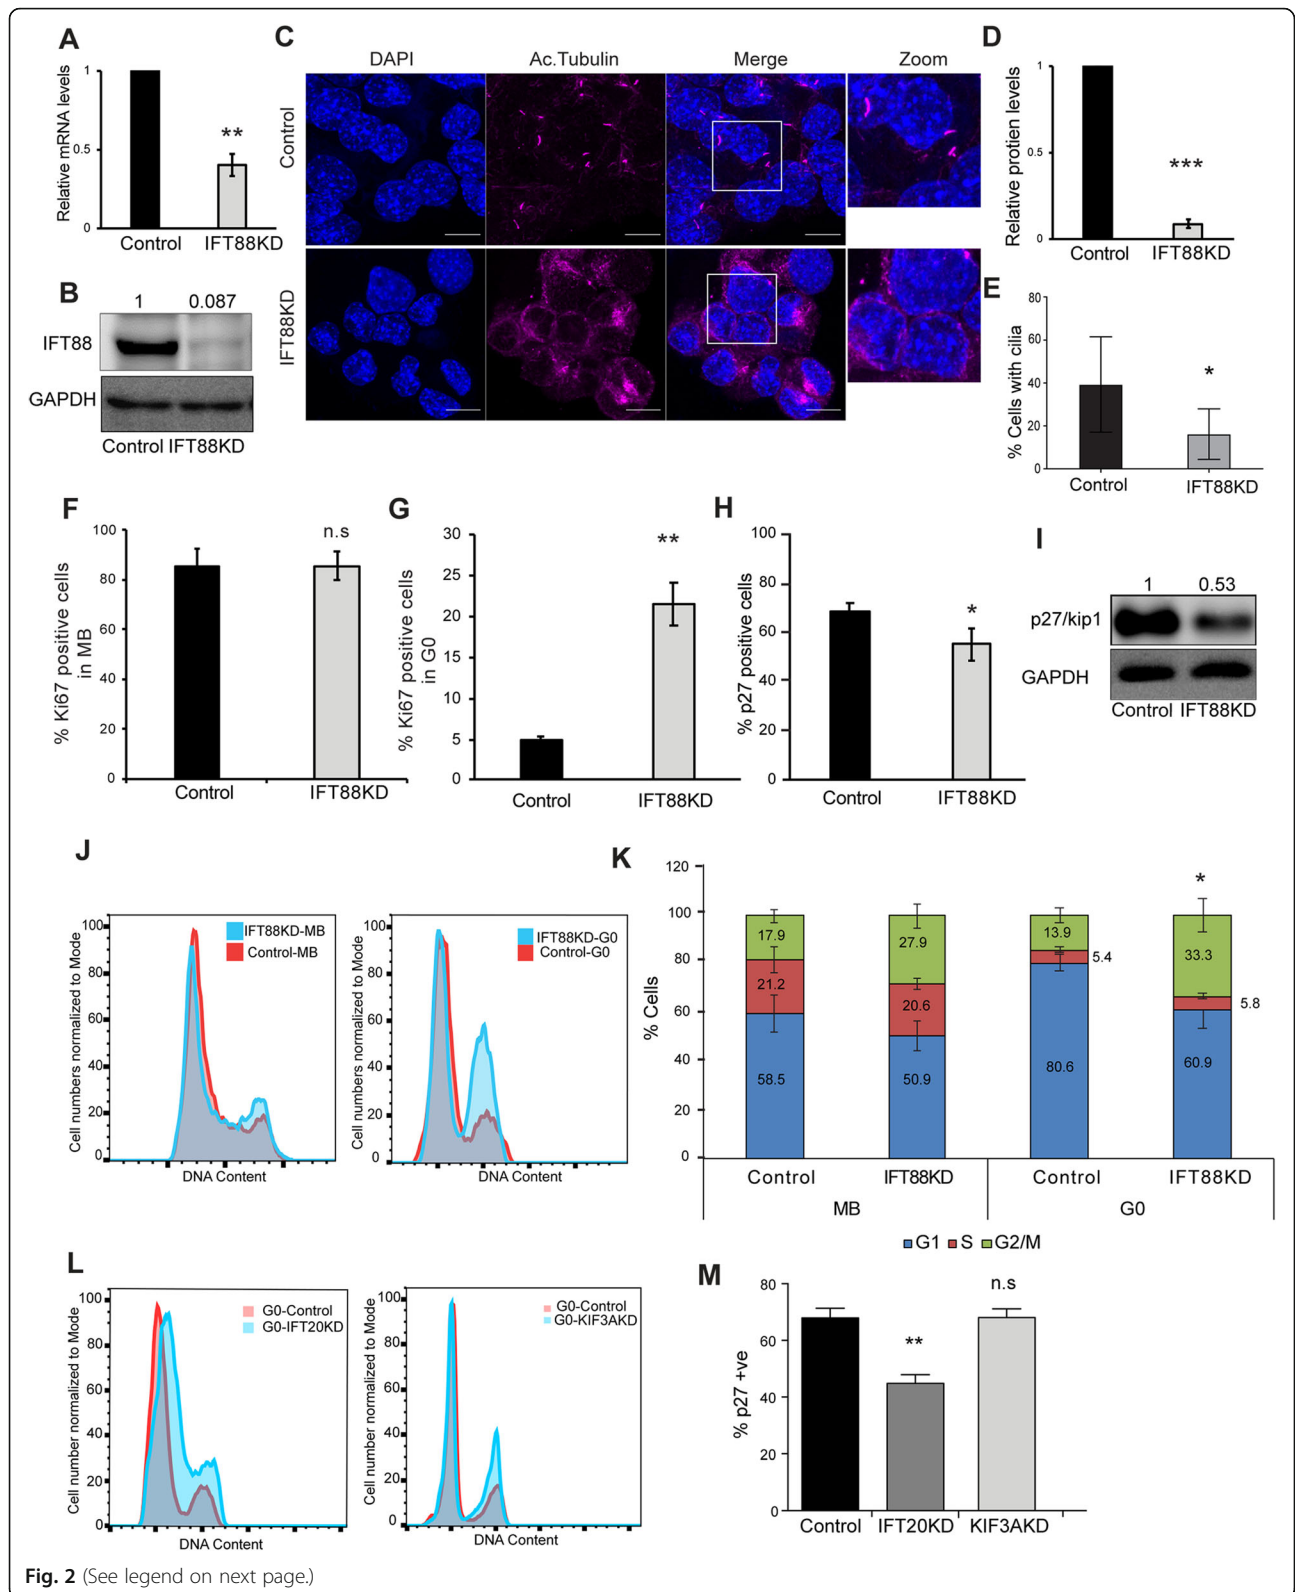 A
Relative mRNA levels
1
0.5
0
**
Control IFT88KD
B
1 0.087
IFT88
GAPDH
Control IFT88KD
C
DAPI Ac.Tubulin Merge Zoom
Control
IFT88KD
D
Relative protien levels
1
0.5
0
***
Control IFT88KD
E
% Cells with cilia
80
60
40
20
0
*
Control IFT88KD
F
% Ki67 positive cells
in MB
100
80
60
40
20
0
n.s
Control IFT88KD
G
% Ki67 positive cells
in G0
30
25
20
15
10
5
0
**
Control IFT88KD
H
% p27 positive cells
100
80
60
40
20
0
*
Control IFT88KD
I
1 0.53
p27/kip1
GAPDH
Control IFT88KD
J
Cell numbers normalized to Mode
100
80
60
40
20
0
IFT88KD-MB
Control-MB
DNA Content
Cell numbers normalized to Mode
100
80
60
40
20
0
IFT88KD-G0
Control-G0
DNA Content
K
% Cells
120
100
80
60
40
20
0
17.9
21.2
58.5
27.9
20.6
50.9
13.9
5.4
80.6
*
33.3
5.8
60.9
Control IFT88KD Control IFT88KD
MB G0
G1 S G2/M
L
Cell number normalized to Mode
100
80
60
40
20
0
G0-Control
G0-IFT20KD
DNA Content
Cell number normalized to Mode
100
80
60
40
20
0
G0-Control
G0-KIF3AKD
DNA Content
M
% p27 +ve
80
60
40
20
0
**
n.s
Control IFT20KD KIF3AKD
Fig. 2 (See legend on next page.)